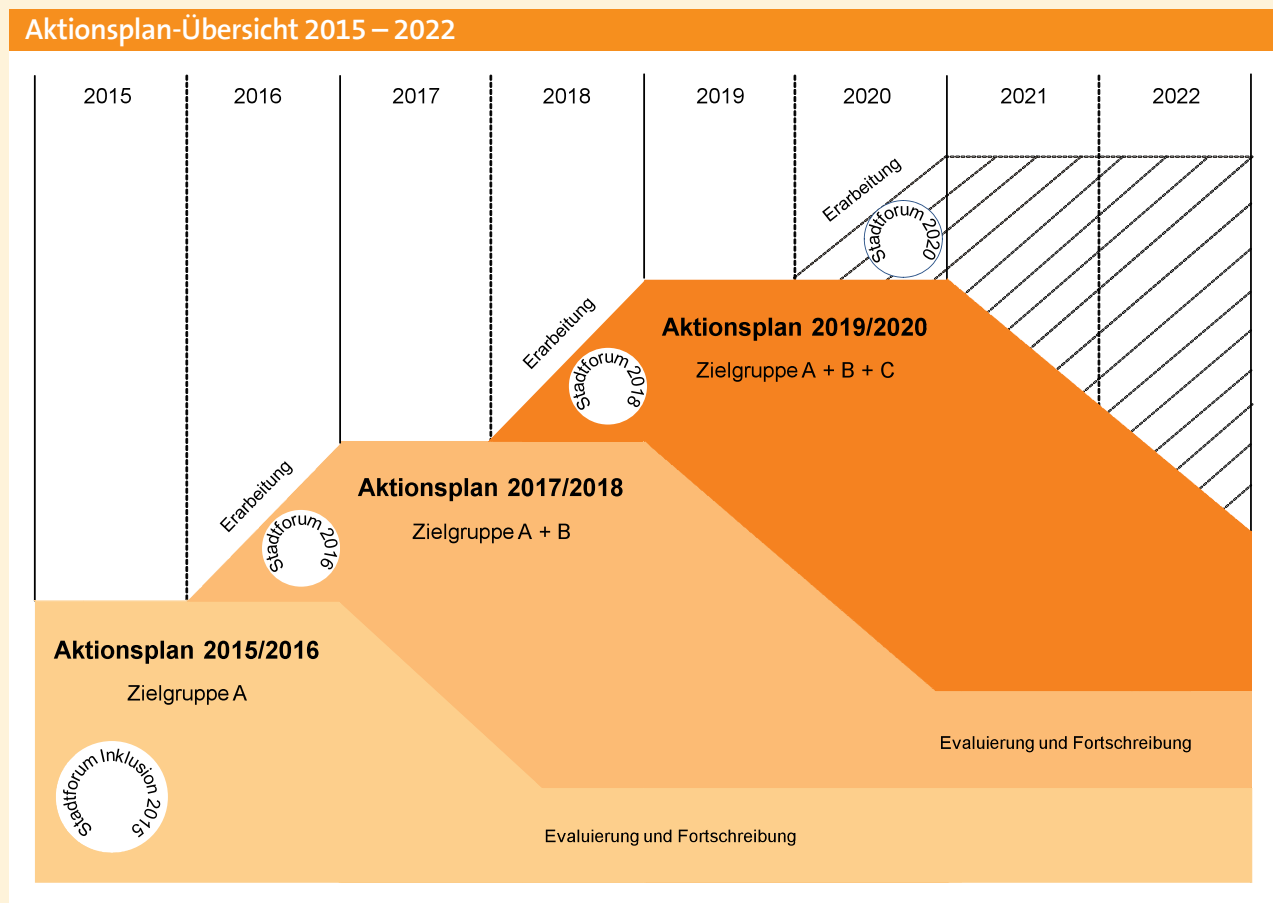 Aktionsplan-Übersicht 2015 – 2022
2015
2016
2017
2018
2019
2020
2021
2022
Erarbeitung
Stadtforum 2020
Erarbeitung
Stadtforum 2018
Aktionsplan 2019/2020
Zielgruppe A + B + C
Erarbeitung
Stadtforum 2016
Aktionsplan 2017/2018
Zielgruppe A + B
Aktionsplan 2015/2016
Zielgruppe A
Stadtforum Inklusion 2015
Evaluierung und Fortschreibung
Evaluierung und Fortschreibung